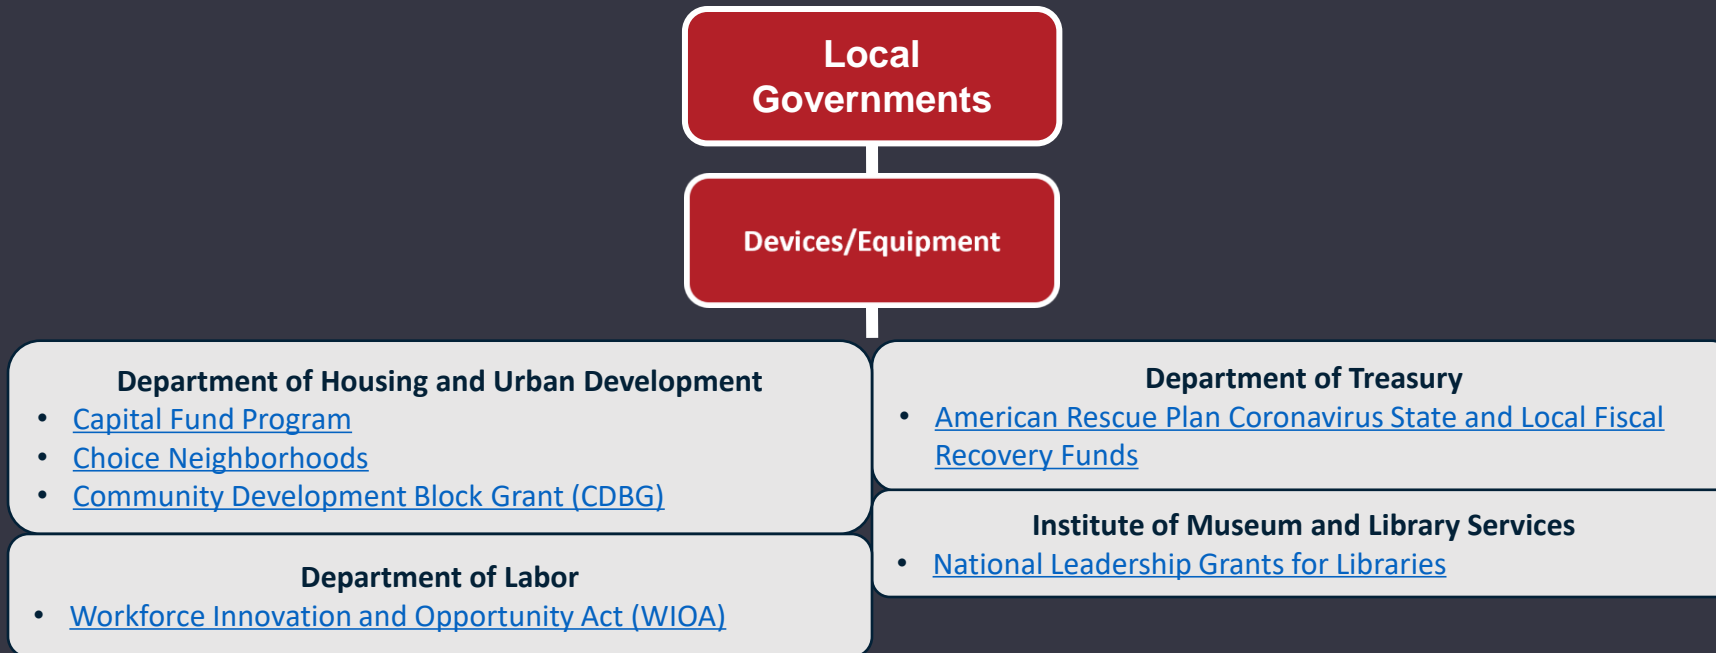 Local
Governments
Devices/Equipment
Department of Housing and Urban Development
• Capital Fund Program
• Choice Neighborhoods
• Community Development Block Grant (CDBG)
Department of Labor
• Workforce Innovation and Opportunity Act (WIOA)
Department of Treasury
• American Rescue Plan Coronavirus State and Local Fiscal
Recovery Funds
Institute of Museum and Library Services
• National Leadership Grants for Libraries